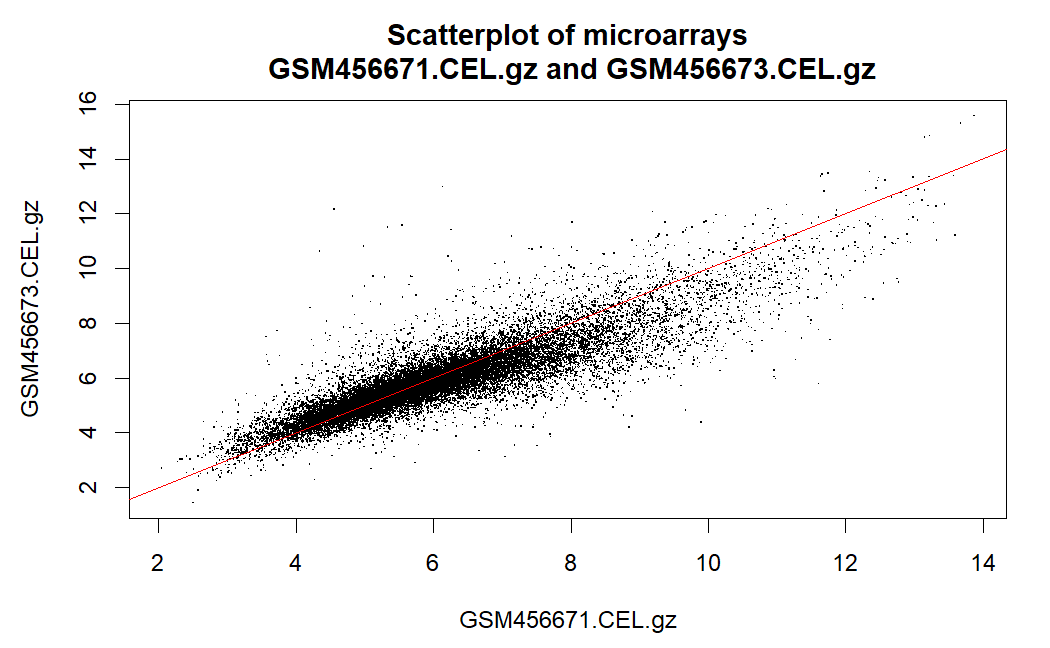 Scatterplot of microarrays
GSM456671.CEL.gz and GSM456673.CEL.gz
16
14
12
10
8
6
4
2
GSM456673.CEL.gz
2 4 6 8 10 12 14
GSM456671.CEL.gz